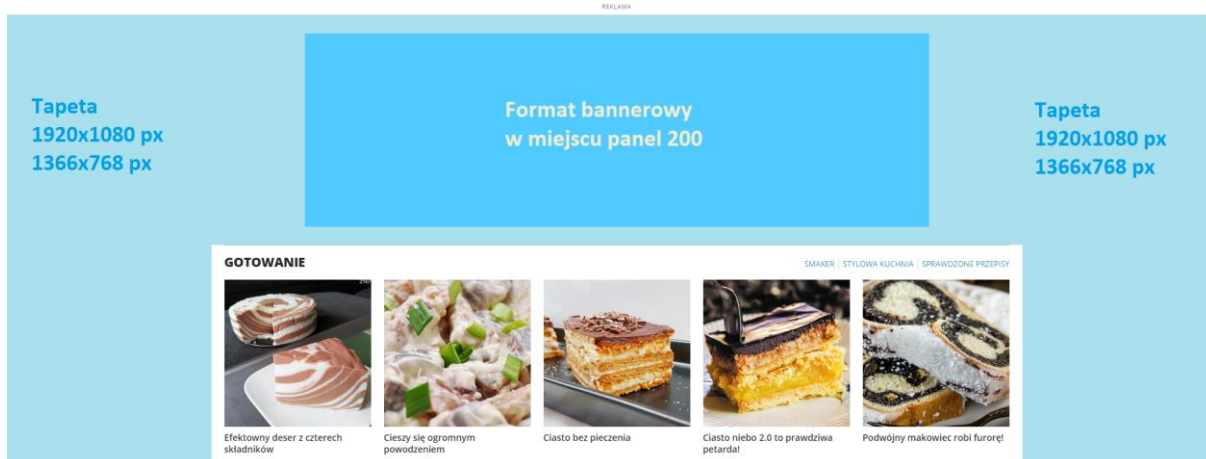 REKLAMA
Tapeta
1920x1080 px
1366x768 px
Format bannerowy
w miejscu panel 200
Tapeta
1920x1080 px
1366x768 px
GOTOWANIE
SMAKER | STYLOWA KUCHNIA | SPRAWDZONE PRZEPISY
Efektowny deser z czterech
składników
Cieszy się ogromnym
powodzeniem
Ciasto bez pieczenia
Ciasto niebo 2.0 to prawdziwa
petarda!
Podwójny makowiec robi furorę!